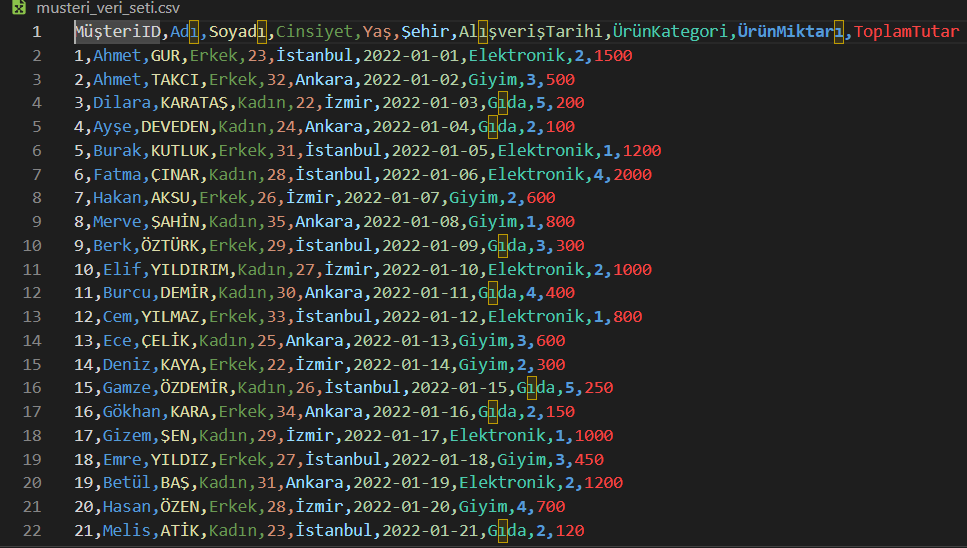 musteri_veri_seti.csv
1 MüşteriID,Adı,Soyadı,Cinsiyet,Yaş,Şehir,AlışverişTarihi,ÜrünKategori,ÜrünMiktarı,ToplamTutar
2 1,Ahmet,GUR,Erkek,23,İstanbul,2022-01-01,Elektronik,2,1500
3 2,Ahmet,TAKCI,Erkek,32,Ankara,2022-01-02,Giyim,3,500
4 3,Dilara,KARATAŞ,Kadın,22,İzmir,2022-01-03,Gıda,5,200
5 4,Ayşe,DEVEDEN,Kadın,24,Ankara,2022-01-04,Gıda,2,100
6 5,Burak,KUTLUK,Erkek,31,İstanbul,2022-01-05,Elektronik,1,1200
7 6,Fatma,ÇINAR,Kadın,28,İstanbul,2022-01-06,Elektronik,4,2000
8 7,Hakan,AKSU,Erkek,26,İzmir,2022-01-07,Giyim,2,600
9 8,Merve,ŞAHİN,Kadın,35,Ankara,2022-01-08,Giyim,1,800
10 9,Berk,ÖZTÜRK,Erkek,29,İstanbul,2022-01-09,Gıda,3,300
11 10,Elif,YILDIRIM,Kadın,27,İzmir,2022-01-10,Elektronik,2,1000
12 11,Burcu,DEMİR,Kadın,30,Ankara,2022-01-11,Gıda,4,400
13 12,Cem,YILMAZ,Erkek,33,İstanbul,2022-01-12,Elektronik,1,800
14 13,Ece,ÇELİK,Kadın,25,Ankara,2022-01-13,Giyim,3,600
15 14,Deniz,KAYA,Erkek,22,İzmir,2022-01-14,Giyim,2,300
16 15,Gamze,ÖZDEMİR,Kadın,26,İstanbul,2022-01-15,Gıda,5,250
17 16,Gökhan,KARA,Erkek,34,Ankara,2022-01-16,Gıda,2,150
18 17,Gizem,ŞEN,Kadın,29,İzmir,2022-01-17,Elektronik,1,1000
19 18,Emre,YILDIZ,Erkek,27,İstanbul,2022-01-18,Giyim,3,450
20 19,Betül,BAŞ,Kadın,31,Ankara,2022-01-19,Elektronik,2,1200
21 20,Hasan,ÖZEN,Erkek,28,İzmir,2022-01-20,Giyim,4,700
22 21,Melis,ATİK,Kadın,23,İstanbul,2022-01-21,Gıda,2,120